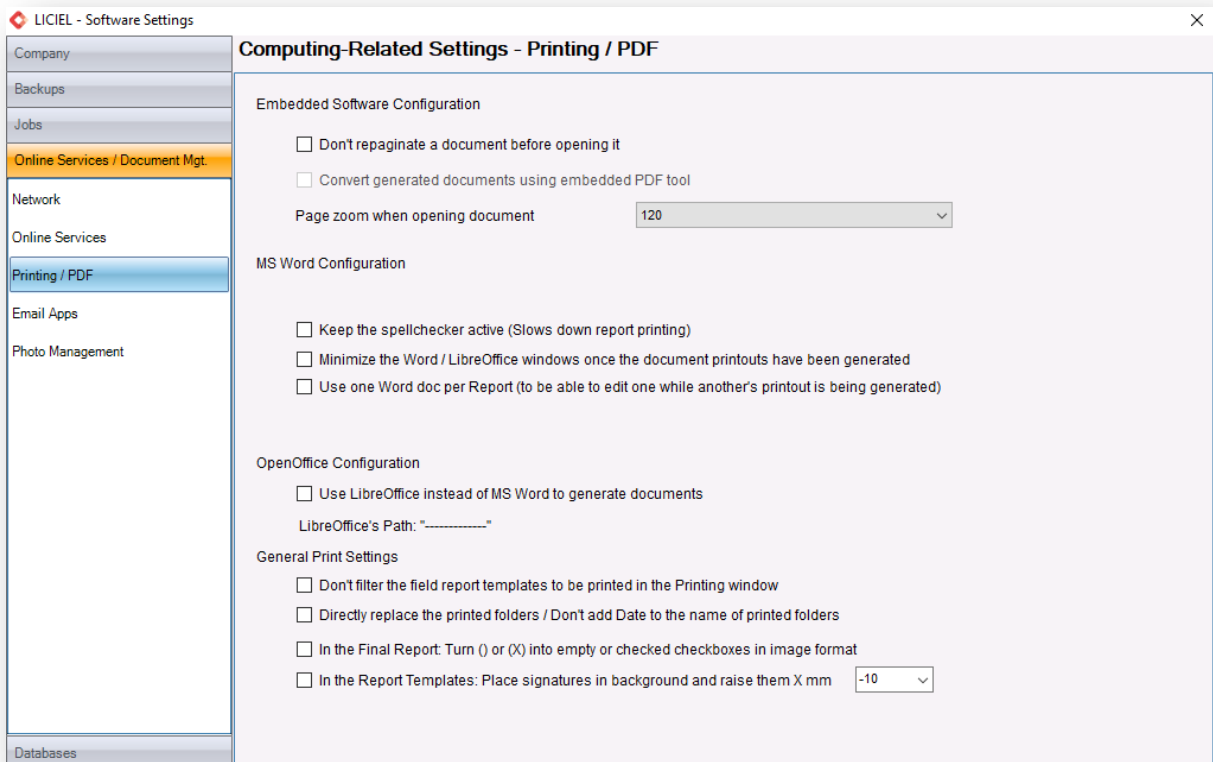 LICIEL - Software Settings
Company
Backups
Jobs
Online Services / Document Mgt.
Network
Online Services
Printing / PDF
Email Apps
Photo Management
Databases
Computing-Related Settings - Printing / PDF
Embedded Software Configuration
Don't repaginate a document before opening it
Convert generated documents using embedded PDF tool
Page zoom when opening document 120
MS Word Configuration
Keep the spellchecker active (Slows down report printing)
Minimize the Word / LibreOffice windows once the document printouts have been generated
Use one Word doc per Report (to be able to edit one while another's printout is being generated)
OpenOffice Configuration
Use LibreOffice instead of MS Word to generate documents
LibreOffice's Path: "-------------"
General Print Settings
Don't filter the field report templates to be printed in the Printing window
Directly replace the printed folders / Don't add Date to the name of printed folders
In the Final Report: Turn () or (X) into empty or checked checkboxes in image format
In the Report Templates: Place signatures in background and raise them X mm -10